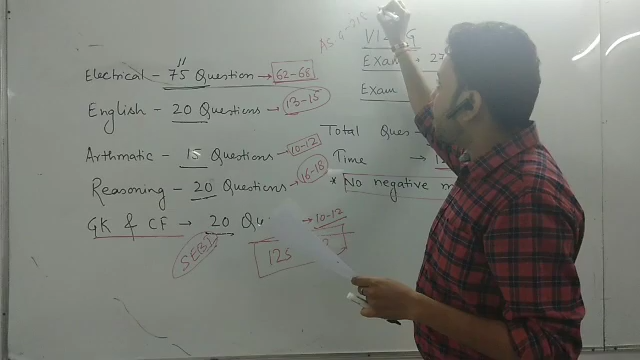 Electrical - 75 Question → 62-68
English - 20 Questions → 13-15
Arthmatic - 15 Questions → 10-12
Reasoning - 20 Questions → 16-18
GK & CF → 20 → 10-12
SE(B)
125
Exam
Exam
Total Ques
Time →
* No negative